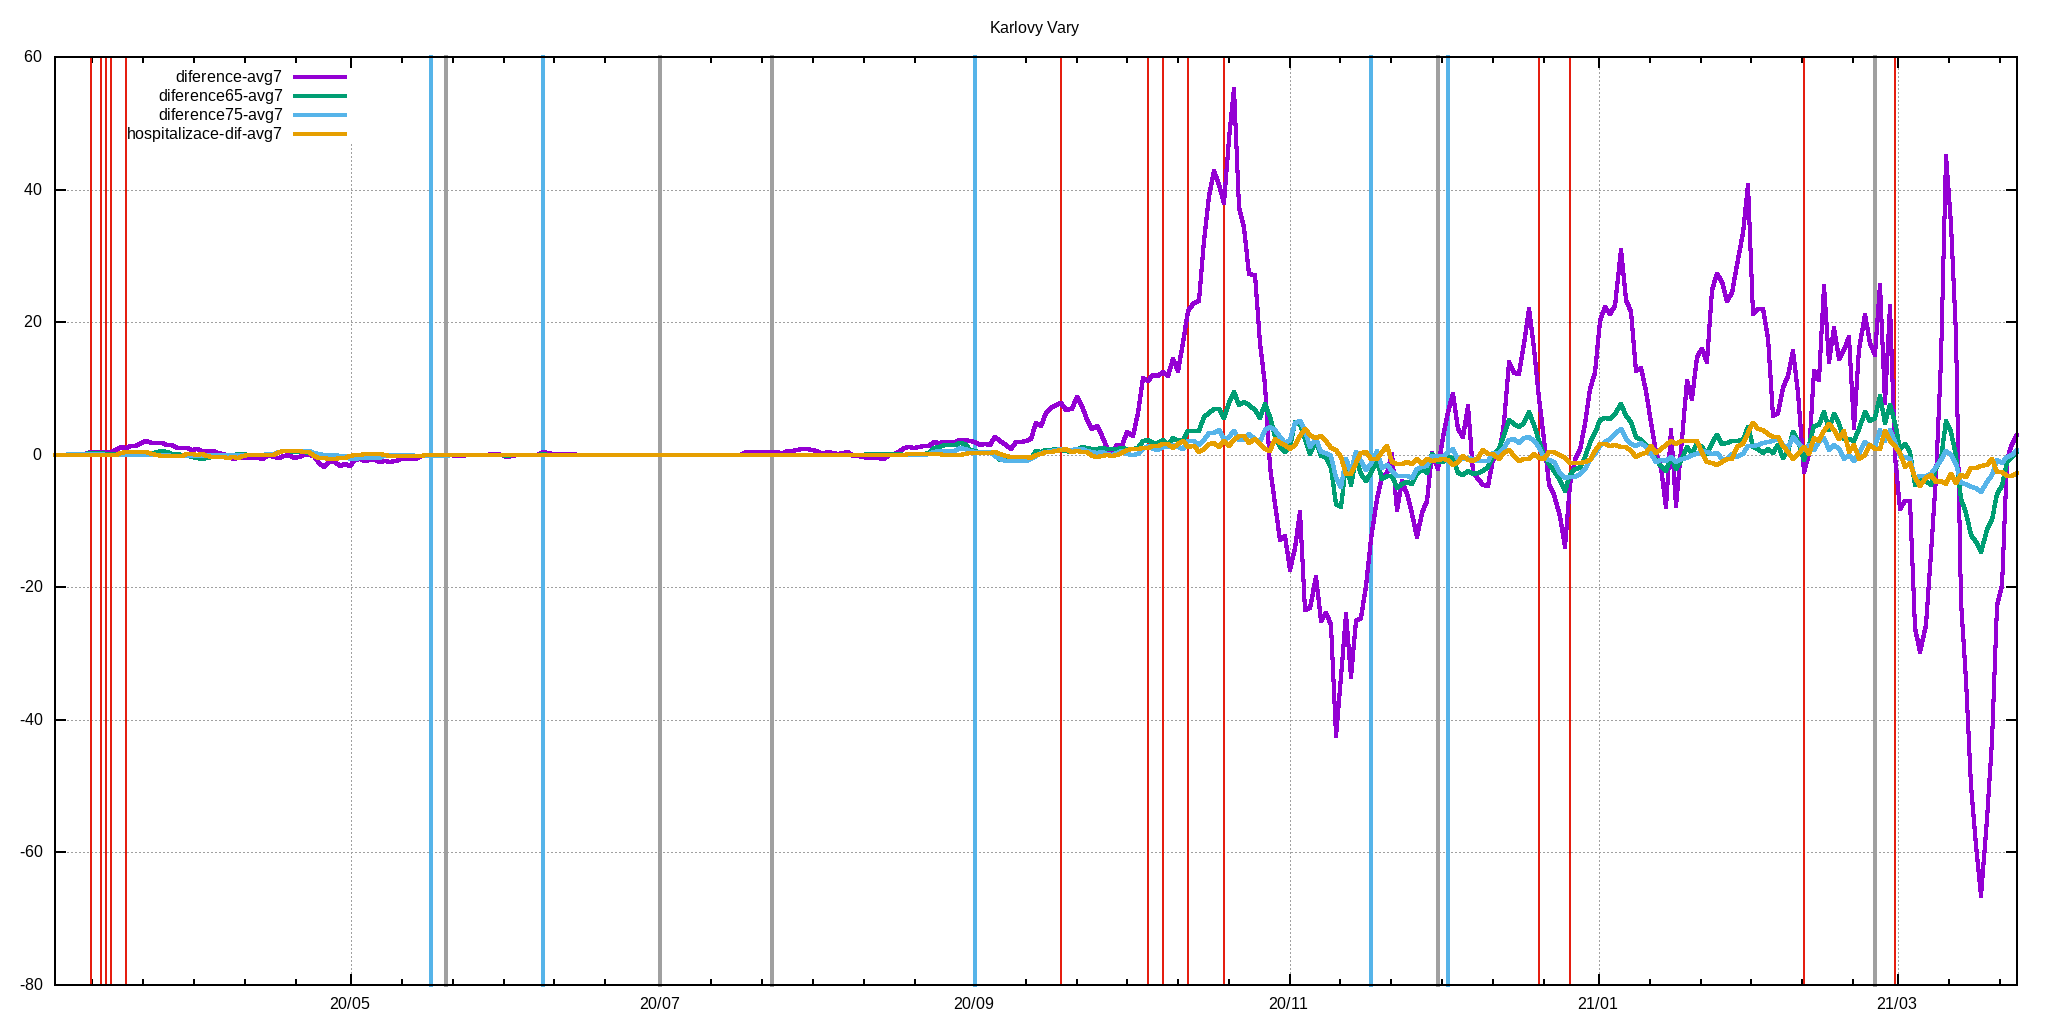 Karlovy Vary
60
diference-avg7
diference65-avg7
diference75-avg7
hospitalizace-dif-avg7
40
20
0
-20
-40
-60
-80
20/05
20/07
20/09
20/11
21/01
21/03